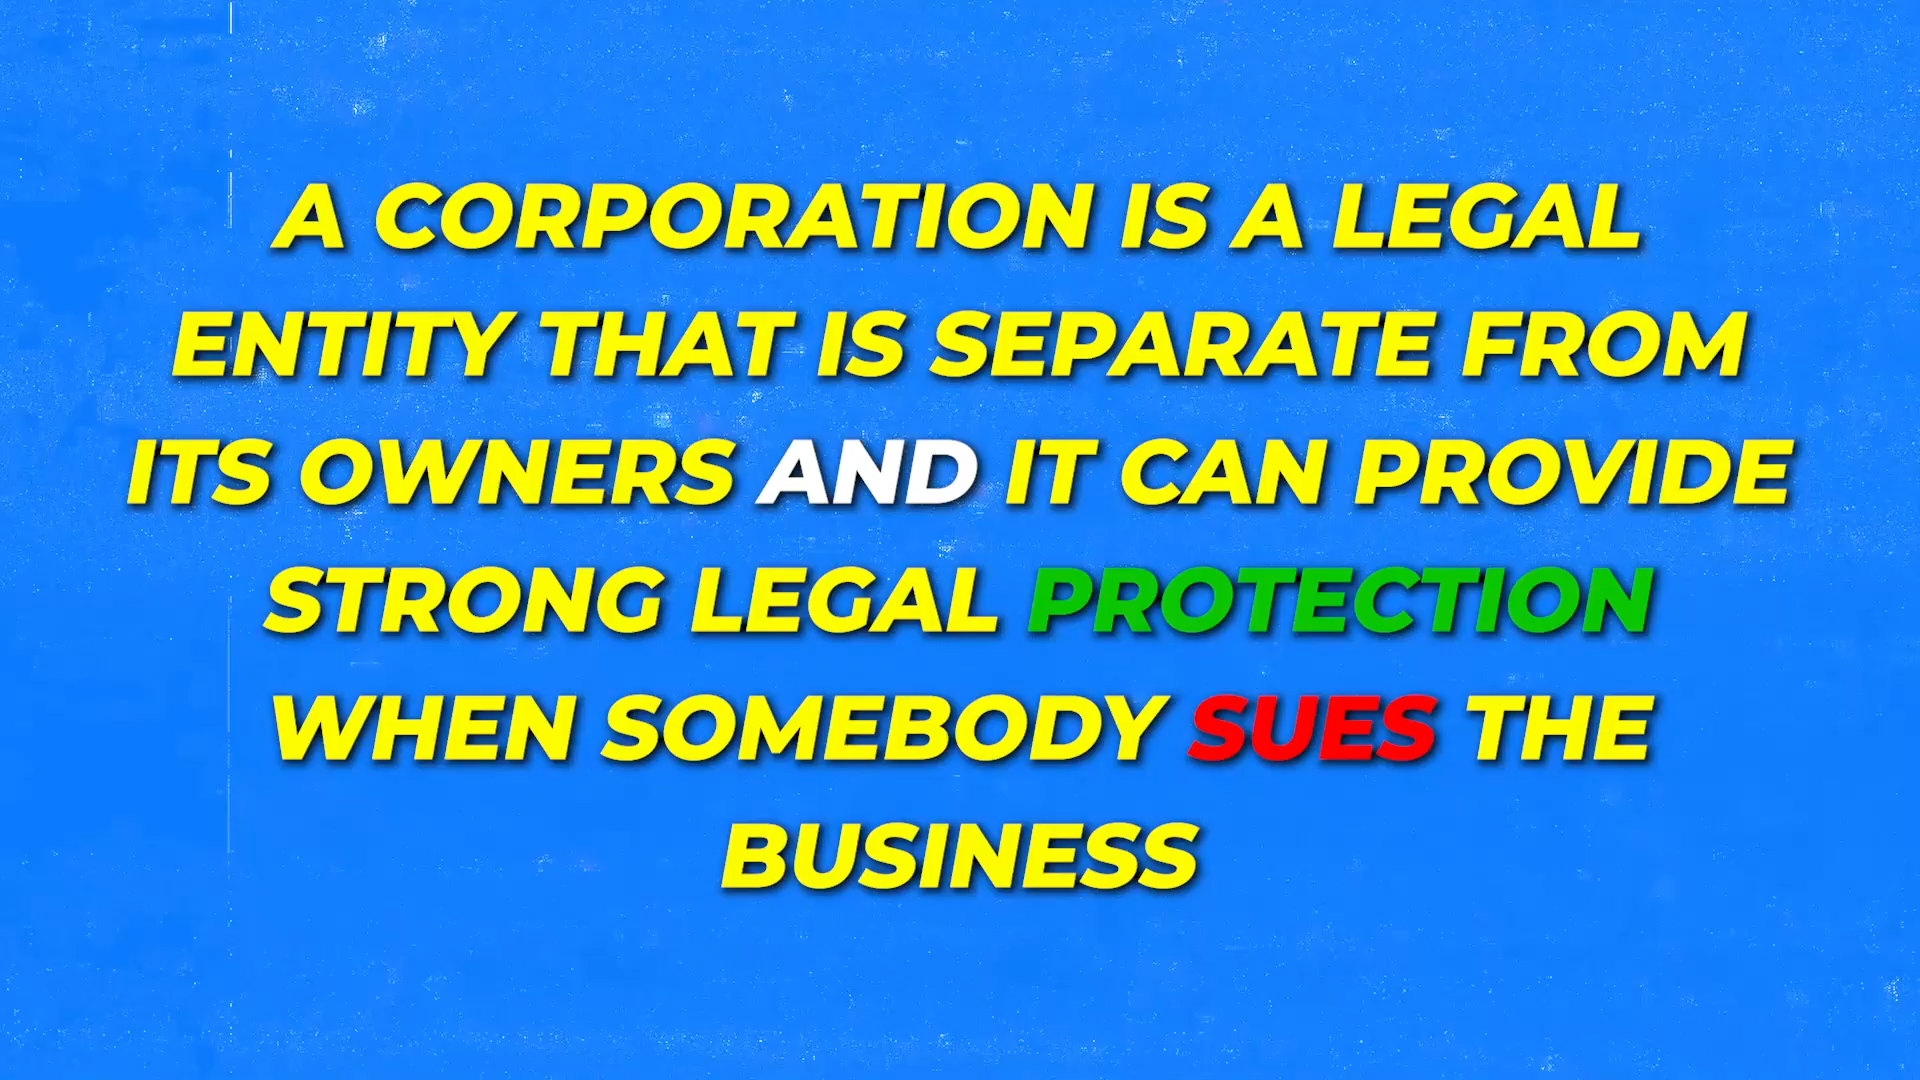 A CORPORATION IS A LEGAL
ENTITY THAT IS SEPARATE FROM
ITS OWNERS AND IT CAN PROVIDE
STRONG LEGAL PROTECTION
WHEN SOMEBODY SUES THE
BUSINESS